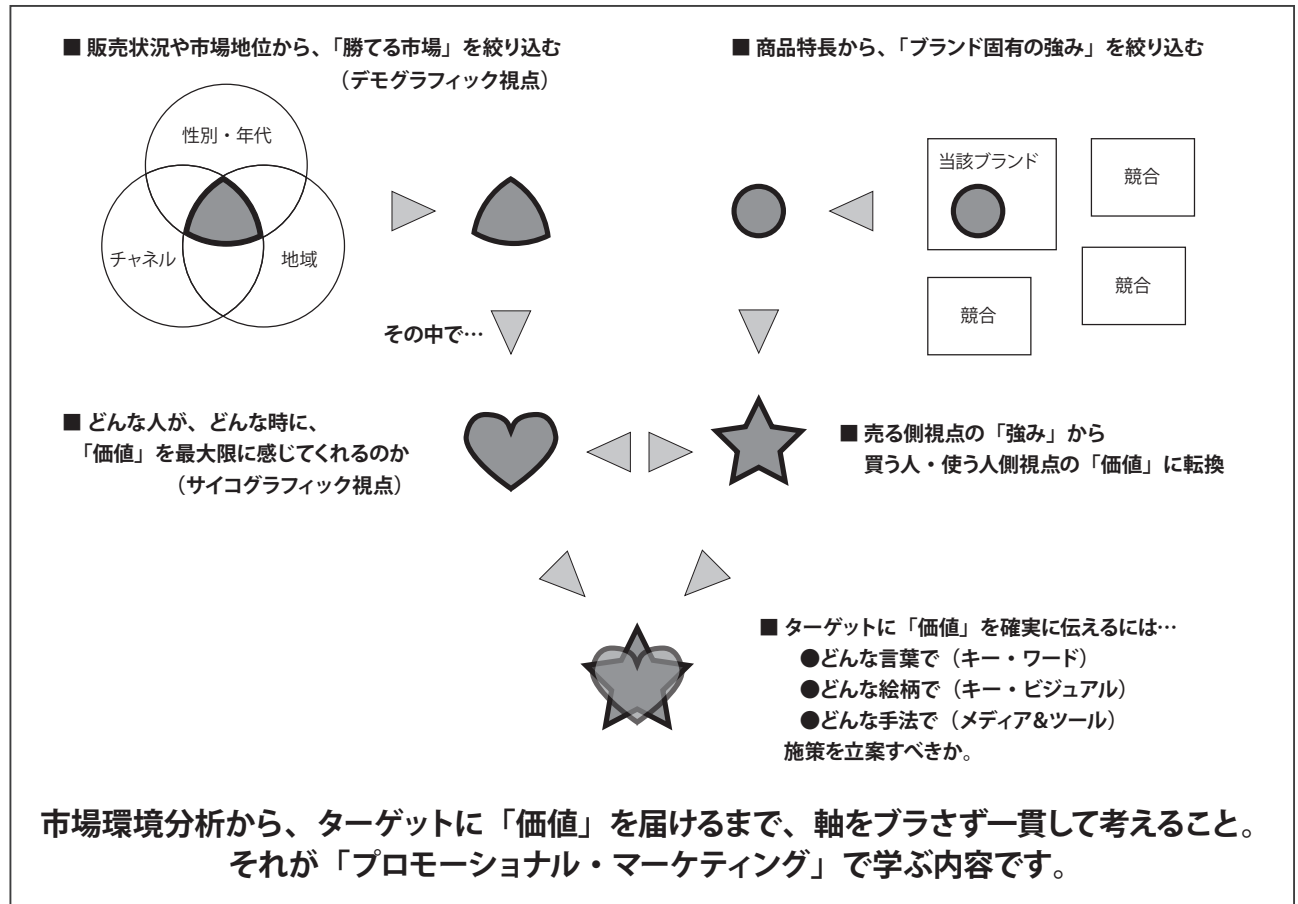 ■ 販売状況や市場地位から、「勝てる市場」を絞り込む
（デモグラフィック視点）
性別・年代
チャネル
地域
■ 商品特長から、「ブランド固有の強み」を絞り込む
当該ブランド
競合
競合
競合
その中で…
■ どんな人が、どんな時に、
「価値」を最大限に感じてくれるのか
（サイコグラフィック視点）
■ 売る側視点の「強み」から
買う人・使う人側視点の「価値」に転換
■ ターゲットに「価値」を確実に伝えるには…
●どんな言葉で（キー・ワード）
●どんな絵柄で（キー・ビジュアル）
●どんな手法で（メディア&ツール）
施策を立案すべきか。
市場環境分析から、ターゲットに「価値」を届けるまで、軸をブラさず一貫して考えること。
それが「プロモーショナル・マーケティング」で学ぶ内容です。